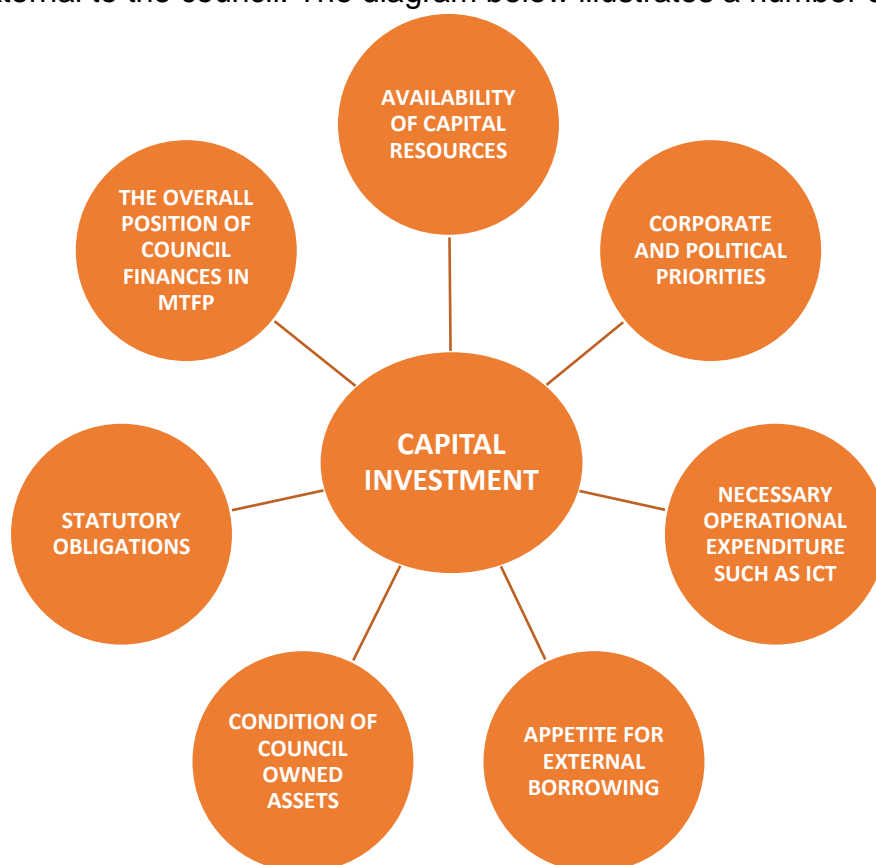 ternal to the council. The diagram below illustrates a number o
AVAILABILITY
OF CAPITAL
RESOURCES
CORPORATE
AND POLITICAL
PRIORITIES
NECESSARY
OPERATIONAL
EXPENDITURE
SUCH AS ICT
APPETITE FOR
EXTERNAL
BORROWING
CONDITION OF
COUNCIL
OWNED
ASSETS
STATUTORY
OBLIGATIONS
THE OVERALL
POSITION OF
COUNCIL
FINANCES IN
MTFP
CAPITAL
INVESTMENT